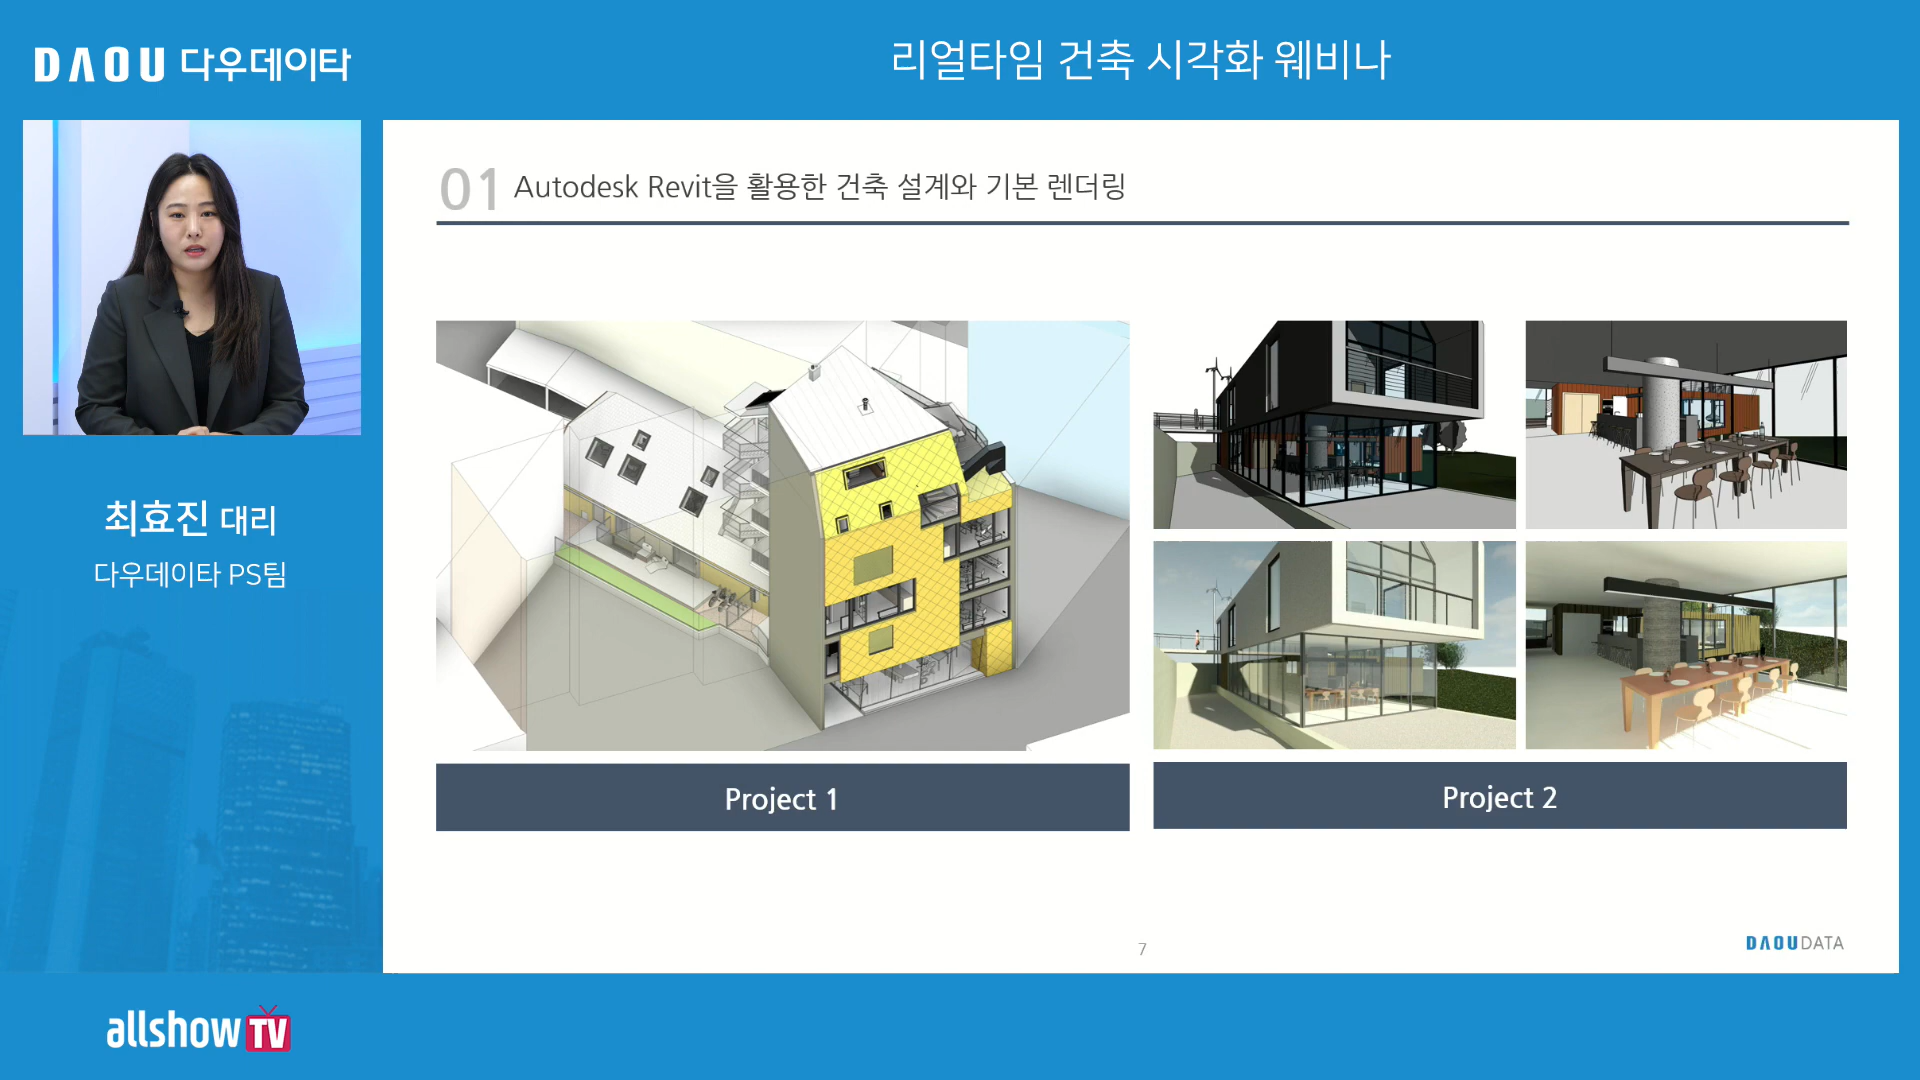 DAOU 다우데이타
리얼타임 건축 시각화 웨비나
최효진 대리
다우데이타 PS팀
01 Autodesk Revit을 활용한 건축 설계와 기본 렌더링
Project 1
Project 2
7
DAOUDATA
allshowTV